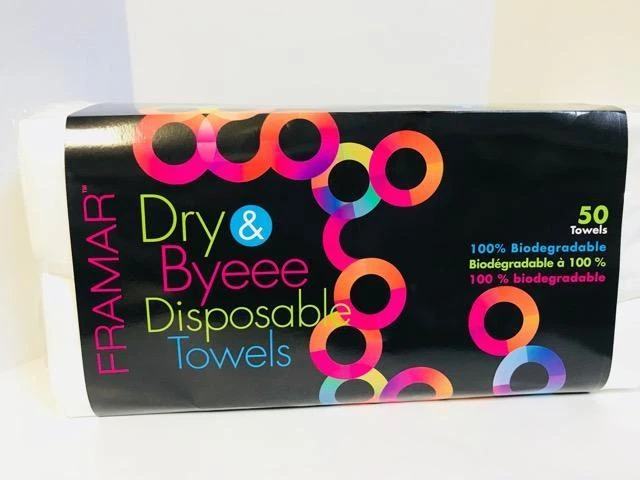 FRAMAR™
Dry &
Byeee
Disposable
Towels
50
Towels
100% Biodegradable
Biodégradable à 100 %
100 % biodegradable